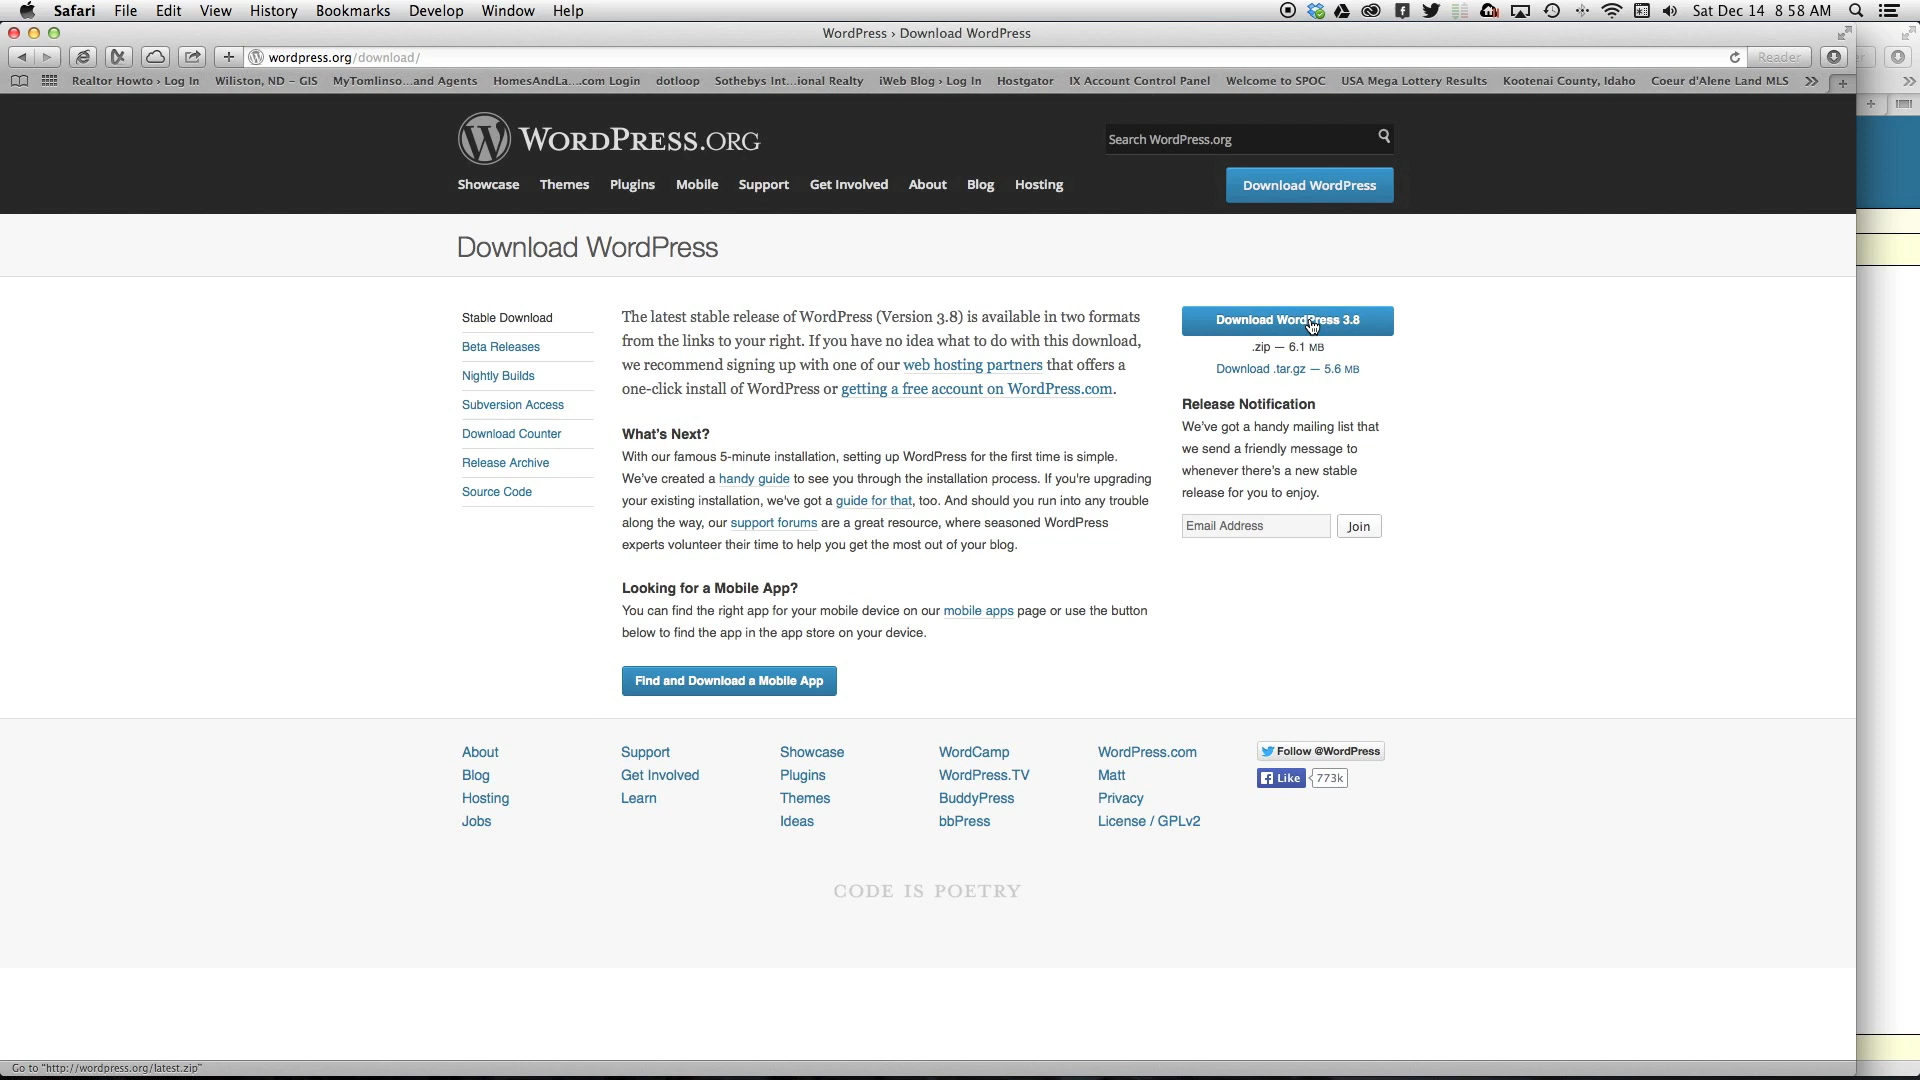 Safari File Edit View History Bookmarks Develop Window Help Sat Dec 14 8 58 AM
WordPress › Download WordPress
wordpress.org/download/ Reader
Realtor Howto › Log In Wiliston, ND – GIS MyTomlinso...and Agents HomesAndLa....com Login dotloop Sothebys Int...ional Realty iWeb Blog › Log In Hostgator IX Account Control Panel Welcome to SPOC USA Mega Lottery Results Kootenai County, Idaho Coeur d'Alene Land MLS
WORDPRESS.ORG
Search WordPress.org
Showcase Themes Plugins Mobile Support Get Involved About Blog Hosting
Download WordPress
Download WordPress
Stable Download
Beta Releases
Nightly Builds
Subversion Access
Download Counter
Release Archive
Source Code
The latest stable release of WordPress (Version 3.8) is available in two formats
from the links to your right. If you have no idea what to do with this download,
we recommend signing up with one of our web hosting partners that offers a
one-click install of WordPress or getting a free account on WordPress.com.
What's Next?
With our famous 5-minute installation, setting up WordPress for the first time is simple.
We've created a handy guide to see you through the installation process. If you're upgrading
your existing installation, we've got a guide for that, too. And should you run into any trouble
along the way, our support forums are a great resource, where seasoned WordPress
experts volunteer their time to help you get the most out of your blog.
Looking for a Mobile App?
You can find the right app for your mobile device on our mobile apps page or use the button
below to find the app in the app store on your device.
Find and Download a Mobile App
Download WordPress 3.8
.zip — 6.1 MB
Download .tar.gz — 5.6 MB
Release Notification
We've got a handy mailing list that
we send a friendly message to
whenever there's a new stable
release for you to enjoy.
Email Address Join
About
Blog
Hosting
Jobs
Support
Get Involved
Learn
Showcase
Plugins
Themes
Ideas
WordCamp
WordPress.TV
BuddyPress
bbPress
WordPress.com
Matt
Privacy
License / GPLv2
Follow @WordPress
Like 773k
CODE IS POETRY
Go to "http://wordpress.org/latest.zip"